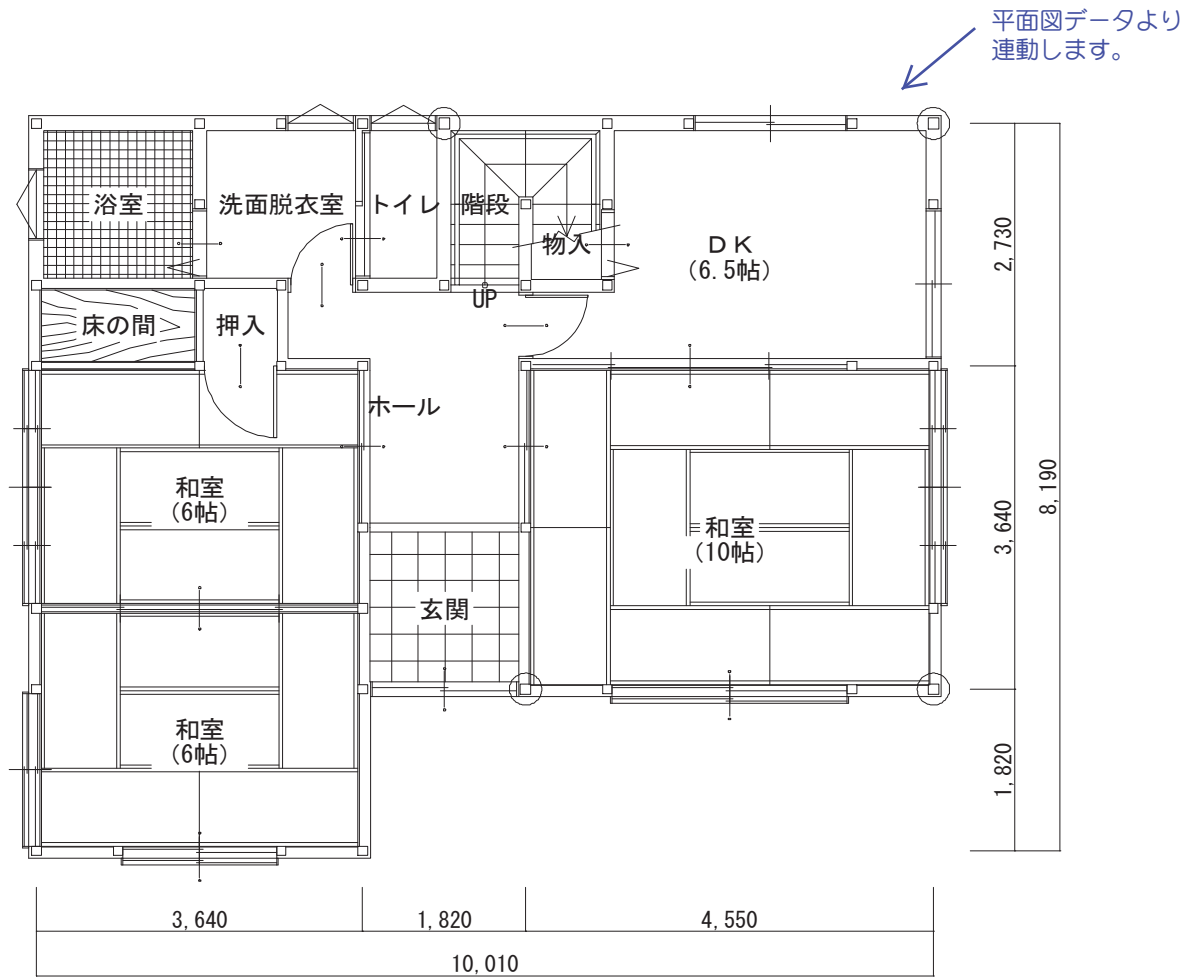 平面図データより
連動します。
浴室
洗面脱衣室
トイレ
階段
物入
ＤＫ
(6.5帖)
UP
床の間
押入
ホール
和室
(6帖)
和室
(10帖)
玄関
和室
(6帖)
2,730
3,640
1,820
8,190
3,640
1,820
4,550
10,010